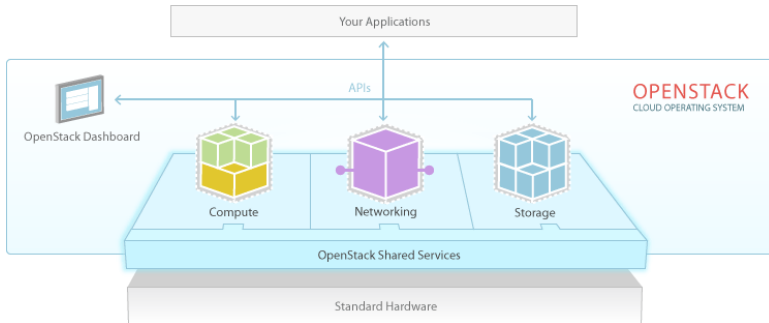 Your Applications
APIs
OPENSTACK
CLOUD OPERATING SYSTEM
OpenStack Dashboard
Compute
Networking
Storage
OpenStack Shared Services
Standard Hardware